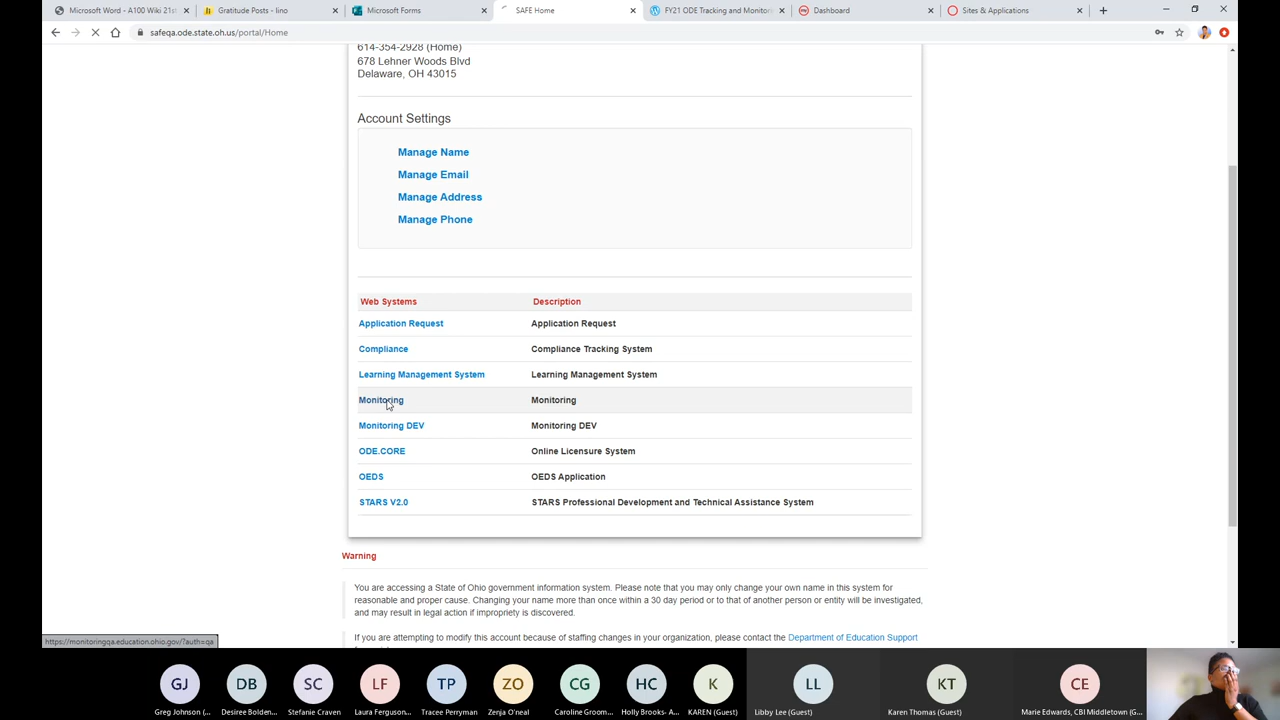 Microsoft Word - A100 Wiki 21st
Gratitude Posts - lino
Microsoft Forms
SAFE Home
FY21 ODE Tracking and Monitori
Dashboard
Sites & Applications
safeqa.ode.state.oh.us/portal/Home
614-354-2928 (Home)
678 Lehner Woods Blvd
Delaware, OH 43015
Account Settings
Manage Name
Manage Email
Manage Address
Manage Phone
Web Systems Description
Application Request Application Request
Compliance Compliance Tracking System
Learning Management System Learning Management System
Monitoring Monitoring
Monitoring DEV Monitoring DEV
ODE.CORE Online Licensure System
OEDS OEDS Application
STARS V2.0 STARS Professional Development and Technical Assistance System
Warning
You are accessing a State of Ohio government information system. Please note that you may only change your own name in this system for
reasonable and proper cause. Changing your name more than once within a 30 day period or to that of another person or entity will be investigated,
and may result in legal action if impropriety is discovered.
If you are attempting to modify this account because of staffing changes in your organization, please contact the Department of Education Support
https://monitoringqa.education.ohio.gov/?auth=qa
GJ DB SC LF TP ZO CG HC K LL KT CE
Greg Johnson (... Desiree Bolden... Stefanie Craven Laura Ferguson... Tracee Perryman Zenja O'neal Caroline Groom... Holly Brooks- A... KAREN (Guest) Libby Lee (Guest) Karen Thomas (Guest) Marie Edwards, CBI Middletown (G...